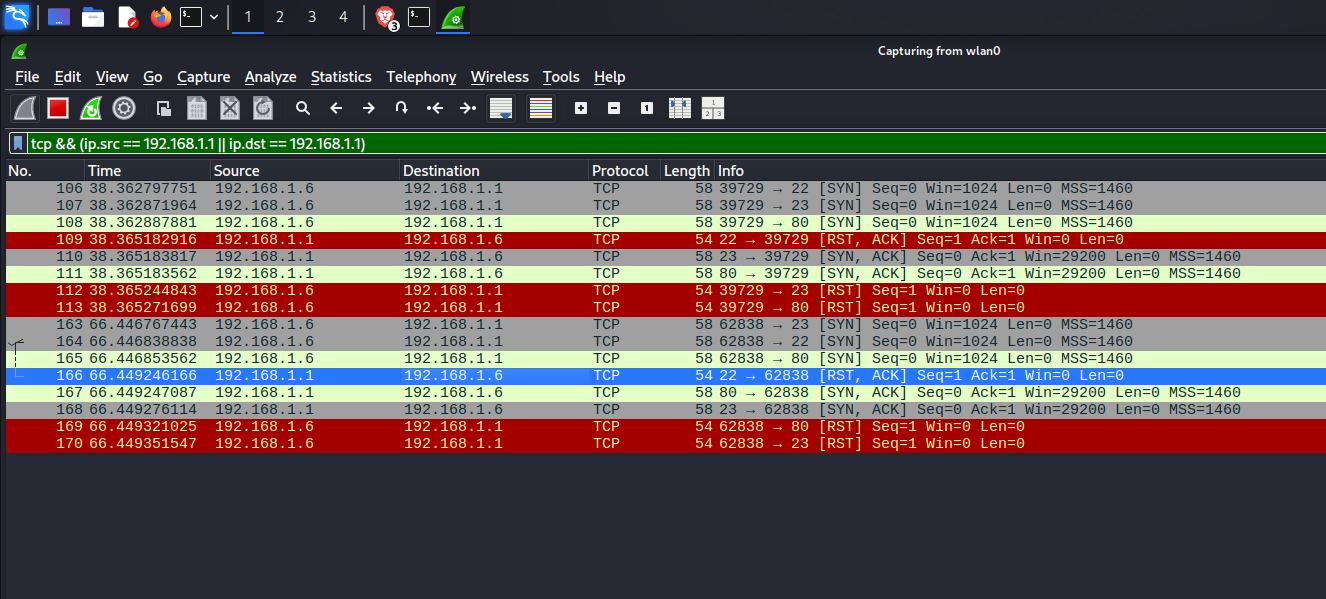 1 2 3 4 3
Capturing from wlan0
File Edit View Go Capture Analyze Statistics Telephony Wireless Tools Help
tcp && (ip.src == 192.168.1.1 || ip.dst == 192.168.1.1)
No. Time Source Destination Protocol Length Info
106 38.362797751 192.168.1.6 192.168.1.1 TCP 58 39729 → 22 [SYN] Seq=0 Win=1024 Len=0 MSS=1460
107 38.362871964 192.168.1.6 192.168.1.1 TCP 58 39729 → 23 [SYN] Seq=0 Win=1024 Len=0 MSS=1460
108 38.362887881 192.168.1.6 192.168.1.1 TCP 58 39729 → 80 [SYN] Seq=0 Win=1024 Len=0 MSS=1460
109 38.365182916 192.168.1.1 192.168.1.6 TCP 54 22 → 39729 [RST, ACK] Seq=1 Ack=1 Win=0 Len=0
110 38.365183817 192.168.1.1 192.168.1.6 TCP 58 23 → 39729 [SYN, ACK] Seq=0 Ack=1 Win=29200 Len=0 MSS=1460
111 38.365183562 192.168.1.1 192.168.1.6 TCP 58 80 → 39729 [SYN, ACK] Seq=0 Ack=1 Win=29200 Len=0 MSS=1460
112 38.365244843 192.168.1.6 192.168.1.1 TCP 54 39729 → 23 [RST] Seq=1 Win=0 Len=0
113 38.365271699 192.168.1.6 192.168.1.1 TCP 54 39729 → 80 [RST] Seq=1 Win=0 Len=0
163 66.446767443 192.168.1.6 192.168.1.1 TCP 58 62838 → 23 [SYN] Seq=0 Win=1024 Len=0 MSS=1460
164 66.446838838 192.168.1.6 192.168.1.1 TCP 58 62838 → 22 [SYN] Seq=0 Win=1024 Len=0 MSS=1460
165 66.446853562 192.168.1.6 192.168.1.1 TCP 58 62838 → 80 [SYN] Seq=0 Win=1024 Len=0 MSS=1460
166 66.449246166 192.168.1.1 192.168.1.6 TCP 54 22 → 62838 [RST, ACK] Seq=1 Ack=1 Win=0 Len=0
167 66.449247087 192.168.1.1 192.168.1.6 TCP 58 80 → 62838 [SYN, ACK] Seq=0 Ack=1 Win=29200 Len=0 MSS=1460
168 66.449276114 192.168.1.1 192.168.1.6 TCP 58 23 → 62838 [SYN, ACK] Seq=0 Ack=1 Win=29200 Len=0 MSS=1460
169 66.449321025 192.168.1.6 192.168.1.1 TCP 54 62838 → 80 [RST] Seq=1 Win=0 Len=0
170 66.449351547 192.168.1.6 192.168.1.1 TCP 54 62838 → 23 [RST] Seq=1 Win=0 Len=0